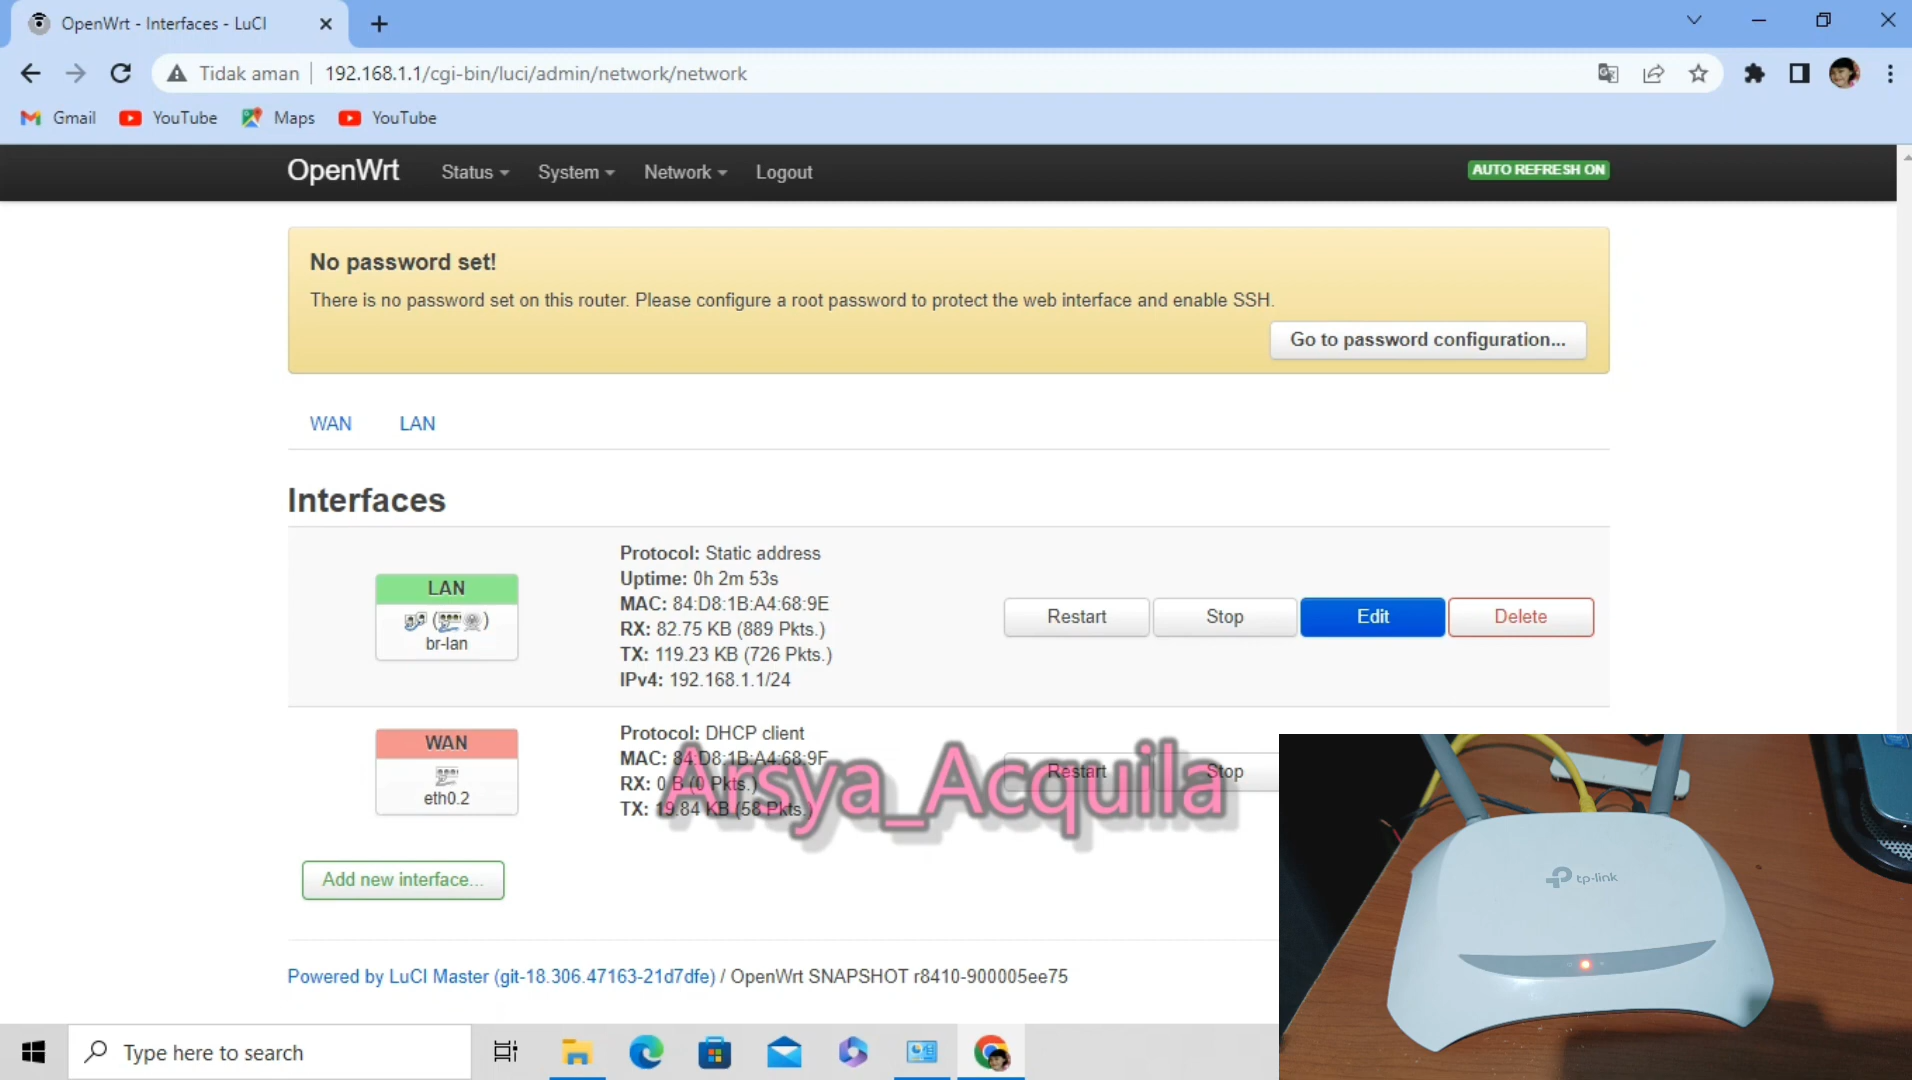 OpenWrt - Interfaces - LuCI
Tidak aman 192.168.1.1/cgi-bin/luci/admin/network/network
Gmail YouTube Maps YouTube
OpenWrt Status System Network Logout AUTO REFRESH ON
No password set!
There is no password set on this router. Please configure a root password to protect the web interface and enable SSH.
Go to password configuration...
WAN LAN
Interfaces
LAN
br-lan
Protocol: Static address
Uptime: 0h 2m 53s
MAC: 84:D8:1B:A4:68:9E
RX: 82.75 KB (889 Pkts.)
TX: 119.23 KB (726 Pkts.)
IPv4: 192.168.1.1/24
Restart Stop Edit Delete
WAN
eth0.2
Protocol: DHCP client
MAC: 84:D8:1B:A4:68:9F
RX: 0 B (0 Pkts.)
TX: 19.84 KB (58 Pkts.)
Restart Stop
Arsya_Acquila
Add new interface...
tp-link
Powered by LuCI Master (git-18.306.47163-21d7dfe) / OpenWrt SNAPSHOT r8410-900005ee75
Type here to search